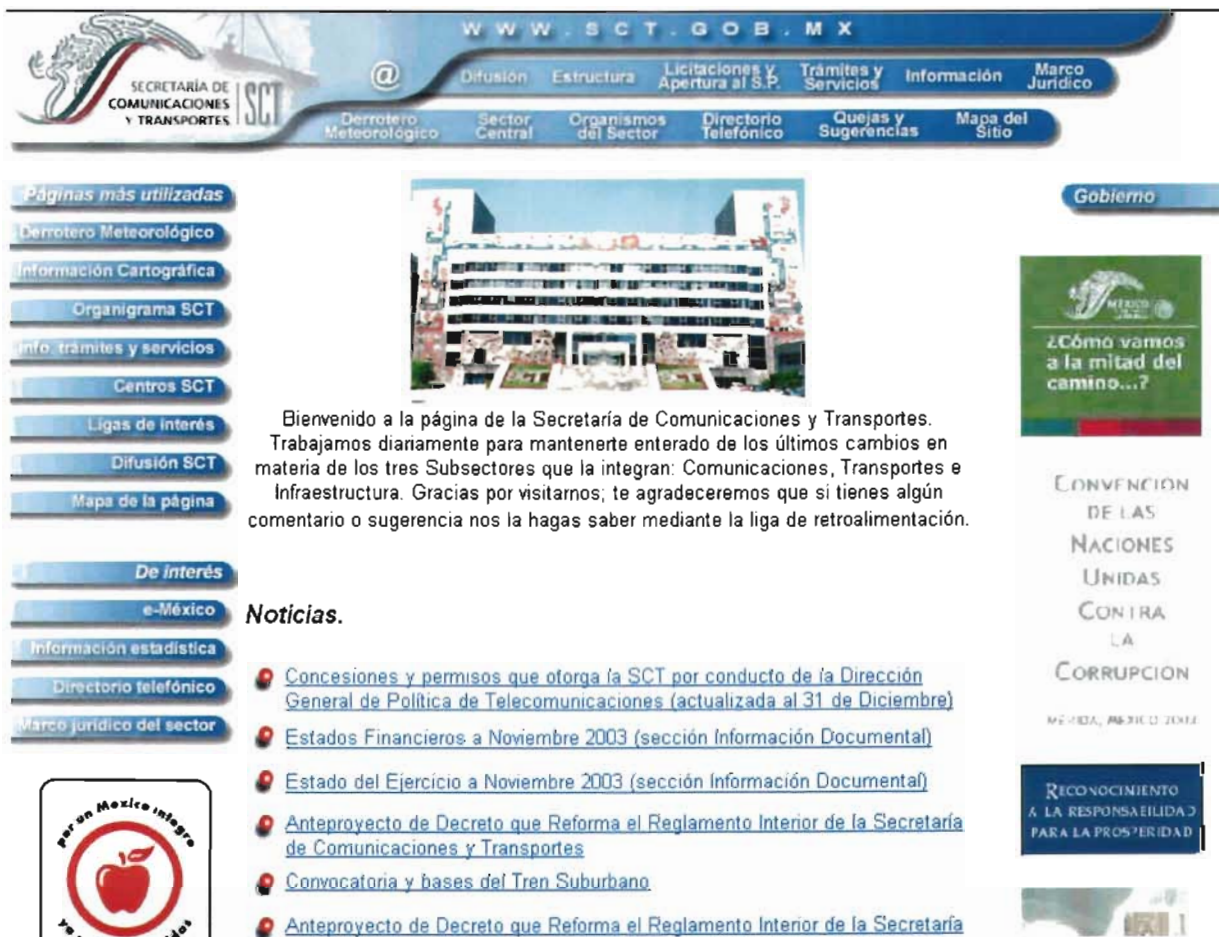 WWW.SCT.GOB.MX
SECRETARÍA DE
COMUNICACIONES
Y TRANSPORTES
SCT
@
Difusión
Estructura
Licitaciones y
Apertura al S.P.
Trámites y
Servicios
Información
Marco
Jurídico
Derrotero
Meteorológico
Sector
Central
Organismos
del Sector
Directorio
Telefónico
Quejas y
Sugerencias
Mapa del
Sitio
Páginas más utilizadas
Derrotero Meteorológico
Información Cartográfica
Organigrama SCT
Info. trámites y servicios
Centros SCT
Ligas de interés
Difusión SCT
Mapa de la página
De interés
e-México
Información estadística
Directorio telefónico
Marco jurídico del sector
por un Mexico integro
Bienvenido a la página de la Secretaría de Comunicaciones y Transportes.
Trabajamos diariamente para mantenerte enterado de los últimos cambios en
materia de los tres Subsectores que la integran: Comunicaciones, Transportes e
Infraestructura. Gracias por visitarnos; te agradeceremos que si tienes algún
comentario o sugerencia nos la hagas saber mediante la liga de retroalimentación.
Noticias.
Concesiones y permisos que otorga la SCT por conducto de la Dirección
General de Política de Telecomunicaciones (actualizada al 31 de Diciembre)
Estados Financieros a Noviembre 2003 (sección Información Documental)
Estado del Ejercicio a Noviembre 2003 (sección Información Documental)
Anteproyecto de Decreto que Reforma el Reglamento Interior de la Secretaría
de Comunicaciones y Transportes
Convocatoria y bases del Tren Suburbano
Anteproyecto de Decreto que Reforma el Reglamento Interior de la Secretaría
Gobierno
MÉXICO
¿Cómo vamos
a la mitad del
camino...?
CONVENCION
DE LAS
NACIONES
UNIDAS
CONTRA
LA
CORRUPCION
MÉRIDA, MÉXICO 2003
RECONOCIMIENTO
A LA RESPONSABILIDAD
PARA LA PROSPERIDAD